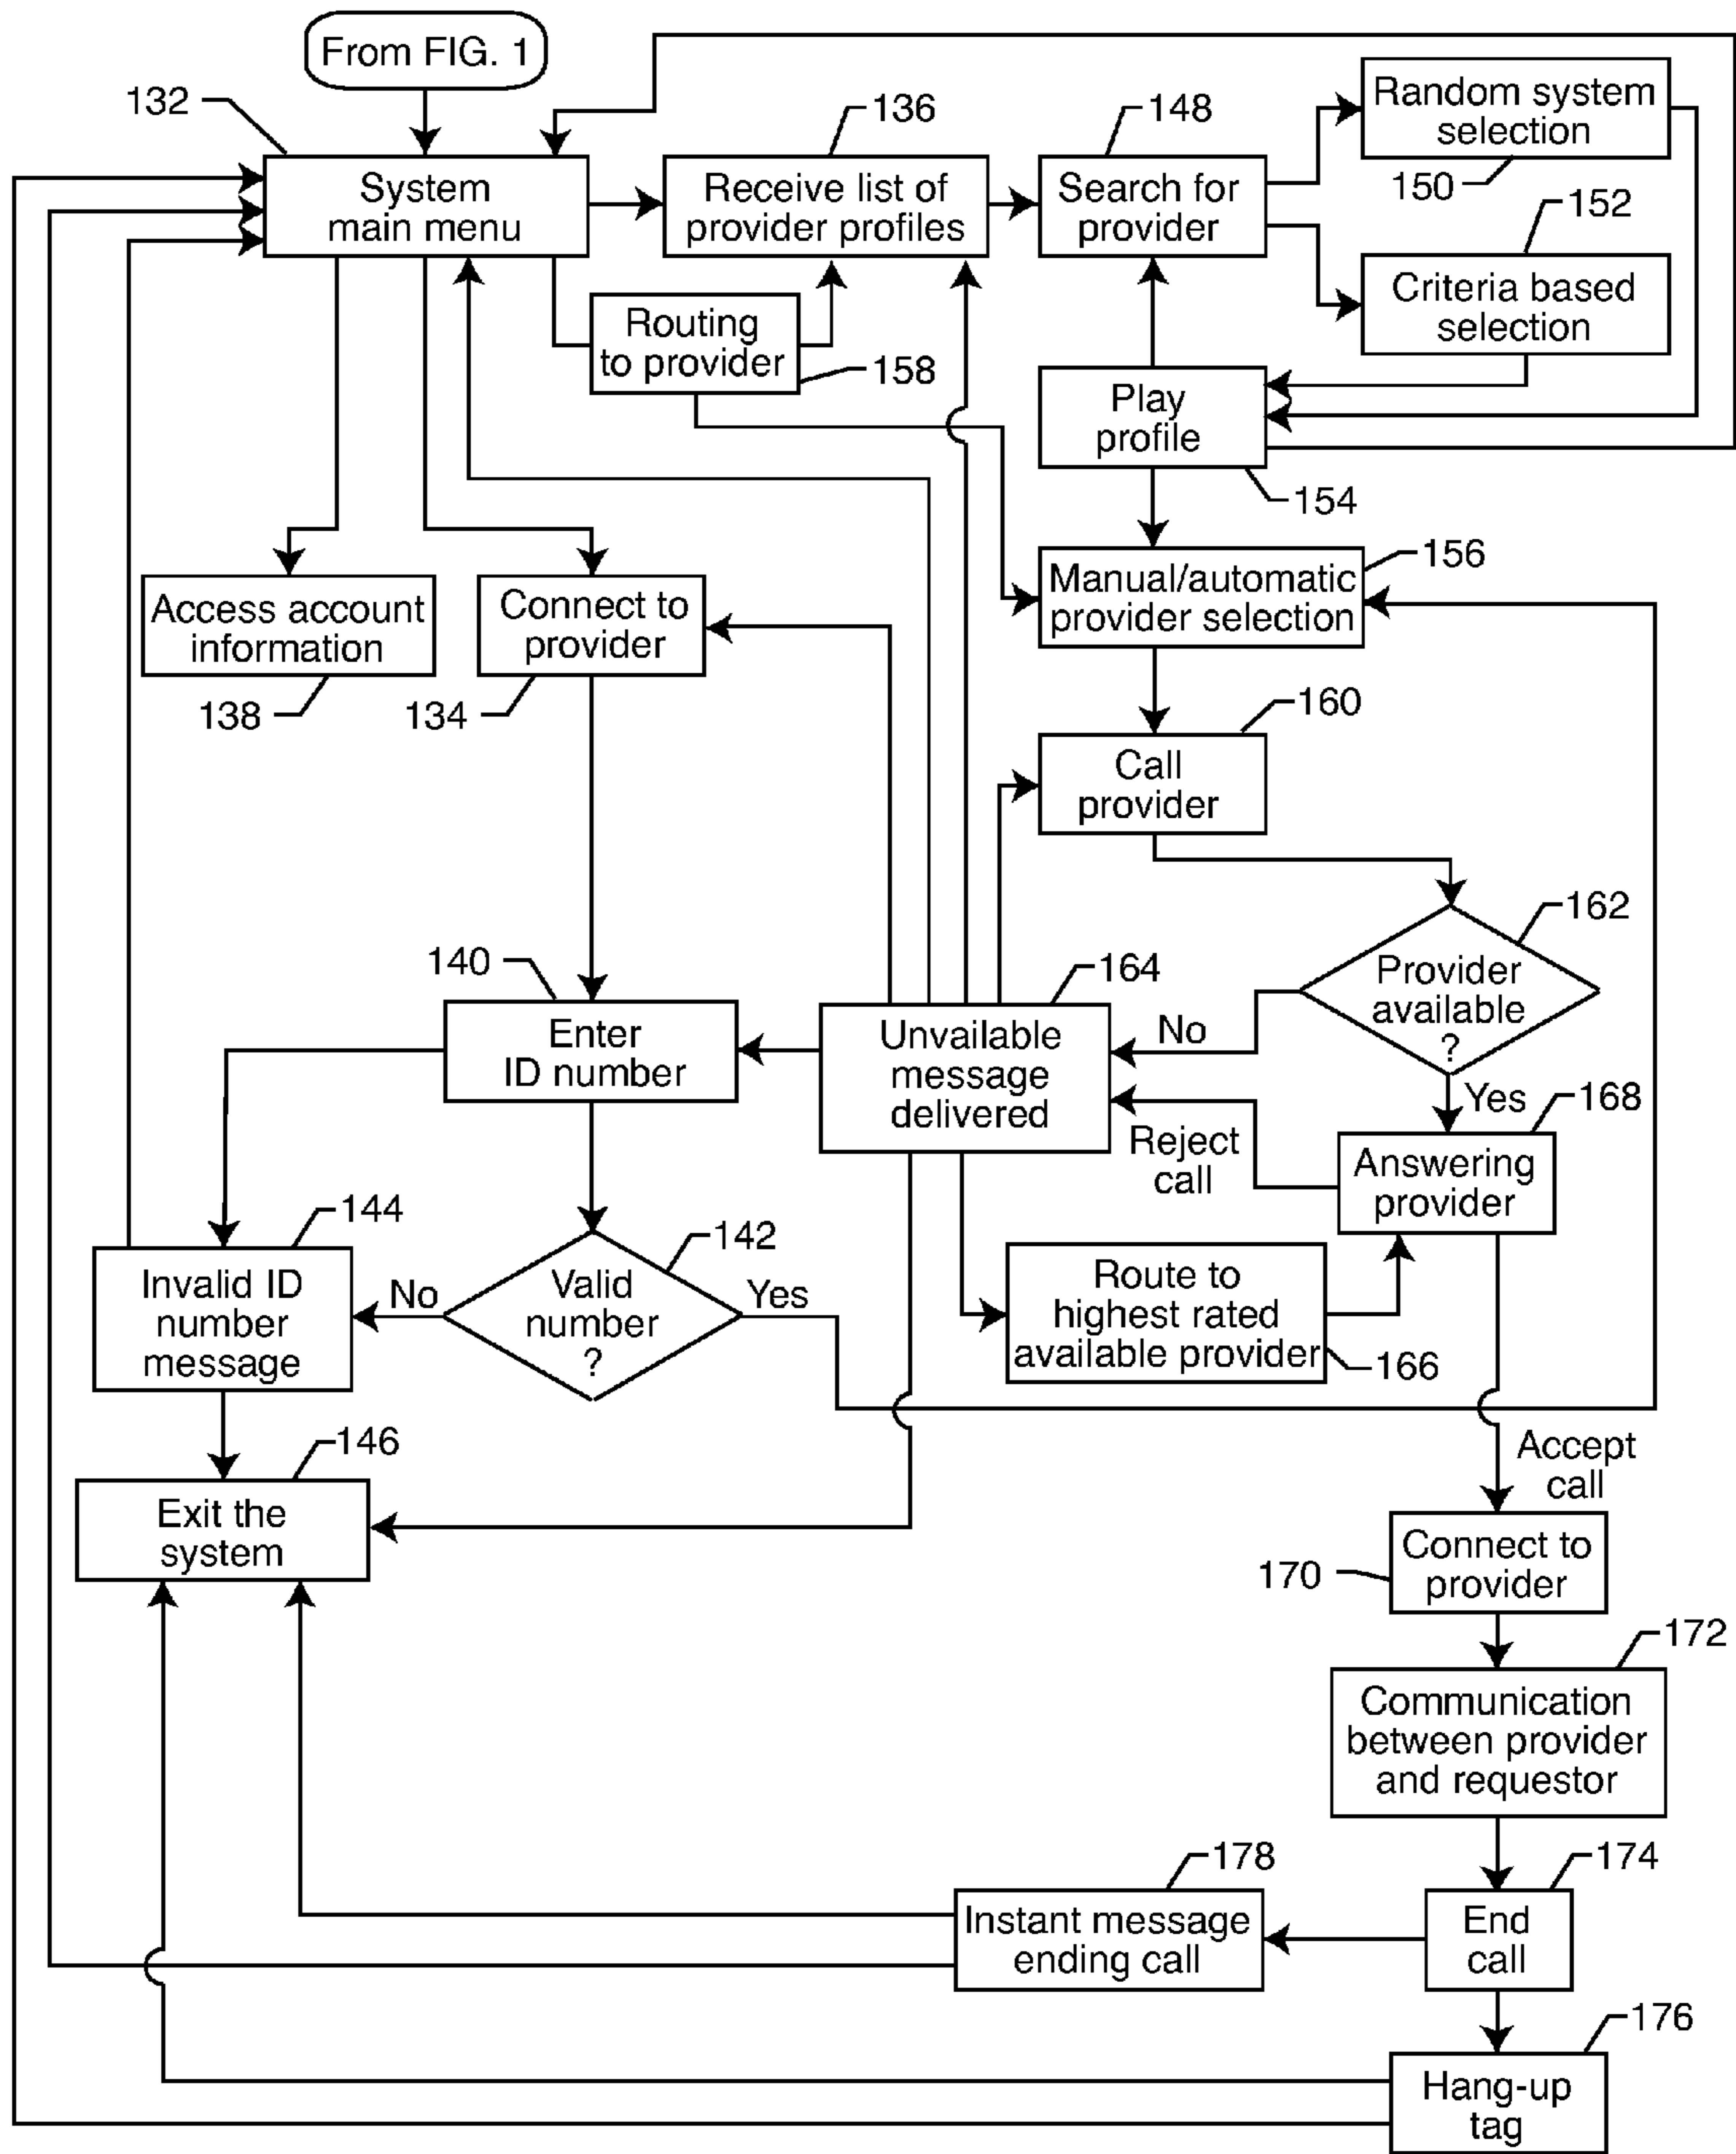 From FIG. 1
132
136
148
Random system
selection
150
System
main menu
Receive list of
provider profiles
Search for
provider
152
Criteria based
selection
Routing
to provider
158
Play
profile
154
156
Manual/automatic
provider selection
Access account
information
138
Connect to
provider
134
160
Call
provider
162
Provider
available
?
140
164
Enter
ID number
Unvailable
message
delivered
No
Yes
168
Reject
call
Answering
provider
144
142
Invalid ID
number
message
No
Valid
number
?
Yes
Route to
highest rated
available provider
166
146
Exit the
system
Accept
call
170
Connect to
provider
172
Communication
between provider
and requestor
178
174
Instant message
ending call
End
call
176
Hang-up
tag